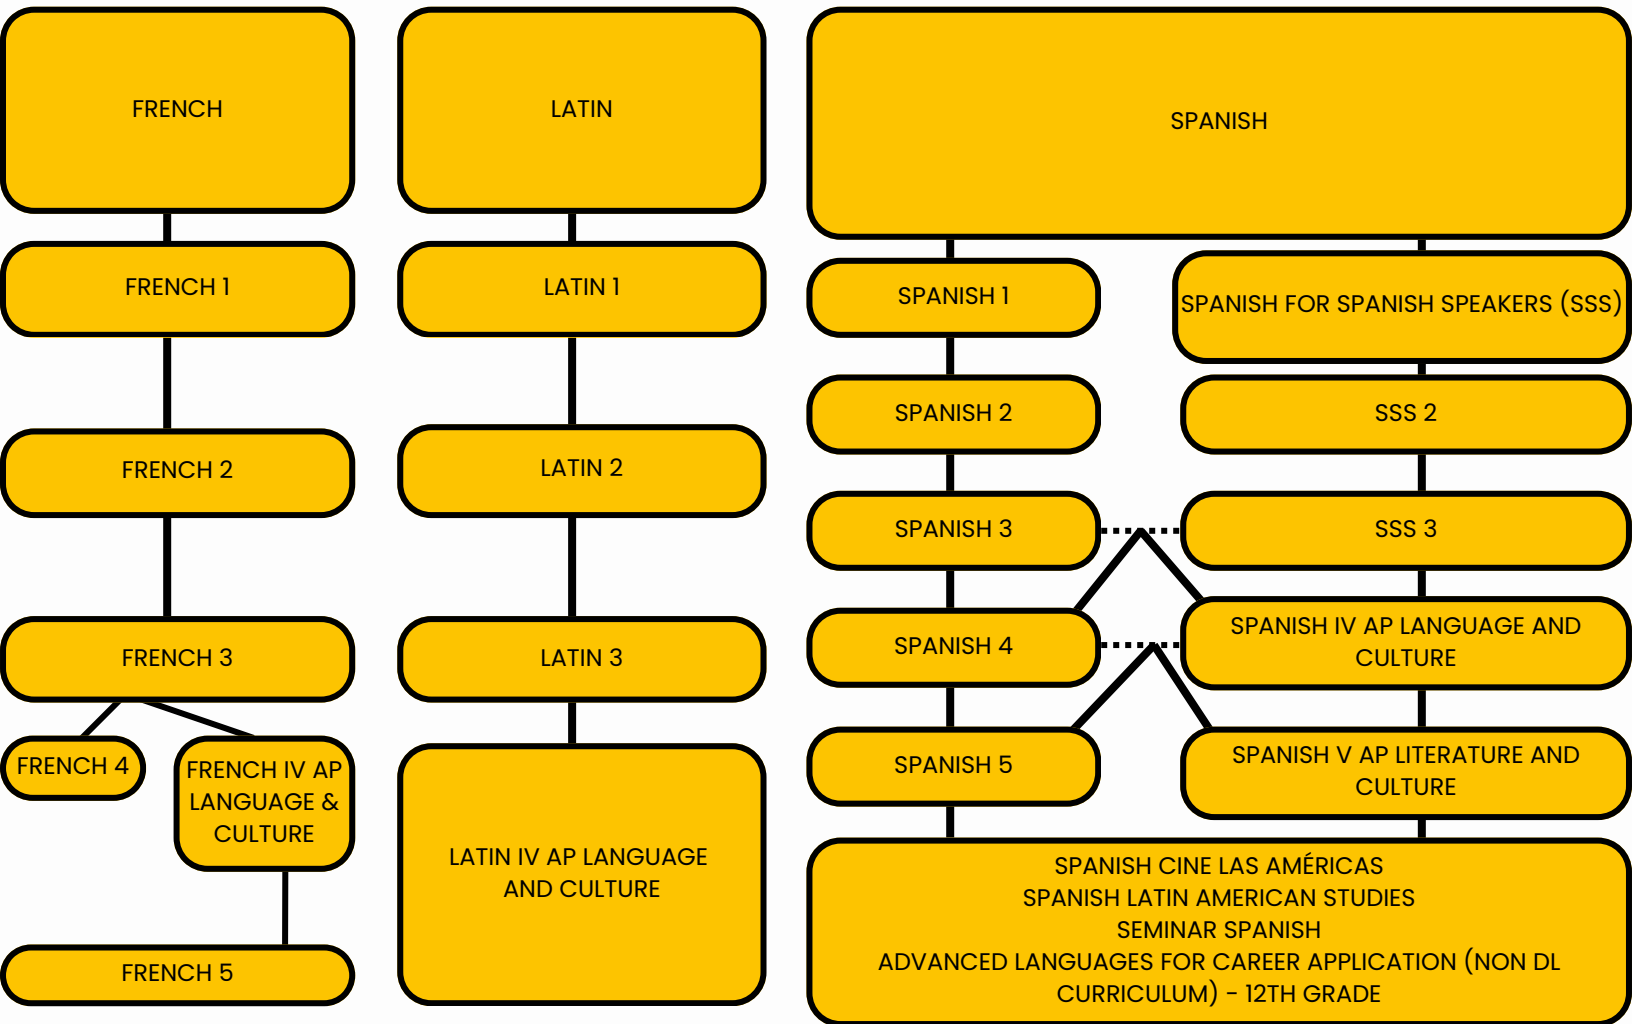 FRENCH
FRENCH 1
FRENCH 2
FRENCH 3
FRENCH 4
FRENCH IV AP
LANGUAGE &
CULTURE
FRENCH 5
LATIN
LATIN 1
LATIN 2
LATIN 3
LATIN IV AP LANGUAGE
AND CULTURE
SPANISH
SPANISH 1
SPANISH 2
SPANISH 3
SPANISH 4
SPANISH 5
SPANISH FOR SPANISH SPEAKERS (SSS)
SSS 2
SSS 3
SPANISH IV AP LANGUAGE AND
CULTURE
SPANISH V AP LITERATURE AND
CULTURE
SPANISH CINE LAS AMÉRICAS
SPANISH LATIN AMERICAN STUDIES
SEMINAR SPANISH
ADVANCED LANGUAGES FOR CAREER APPLICATION (NON DL
CURRICULUM) - 12TH GRADE